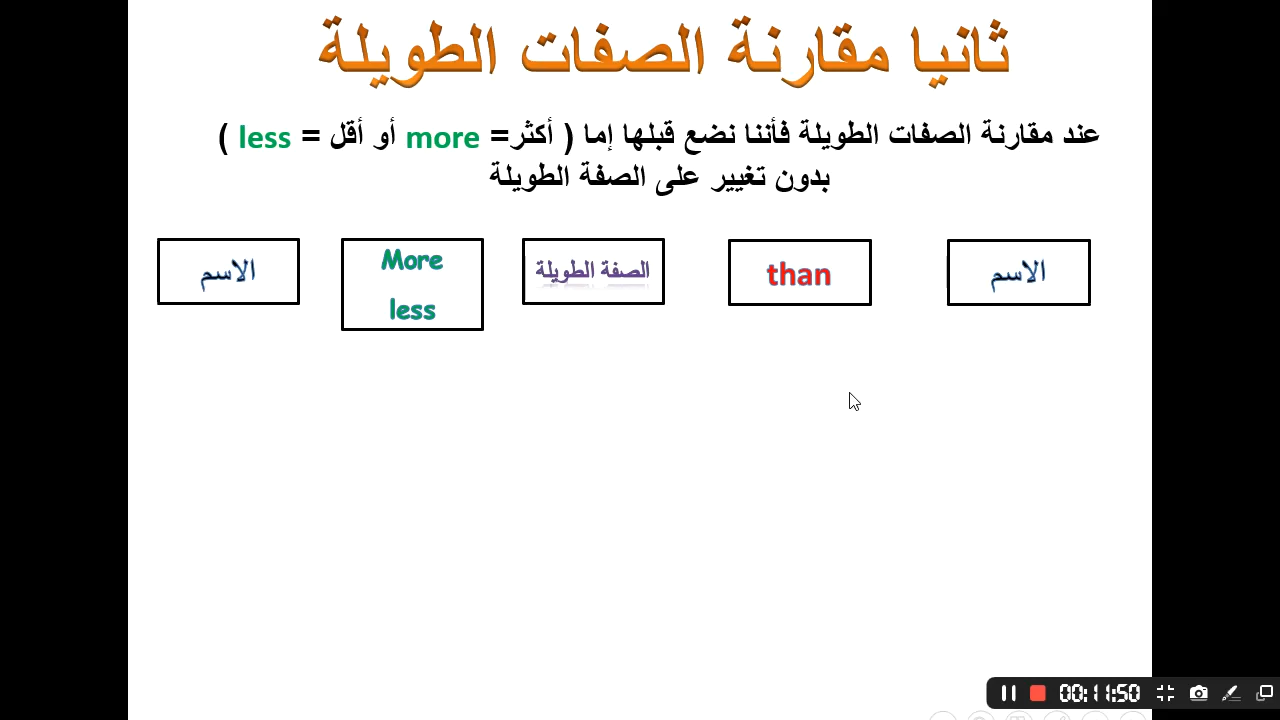 ثانيا مقارنة الصفات الطويلة
عند مقارنة الصفات الطويلة فأننا نضع قبلها إما ( أكثر= more أو أقل = less )
بدون تغيير على الصفة الطويلة
الاسم
More
less
الصفة الطويلة
than
الاسم
00:11:50